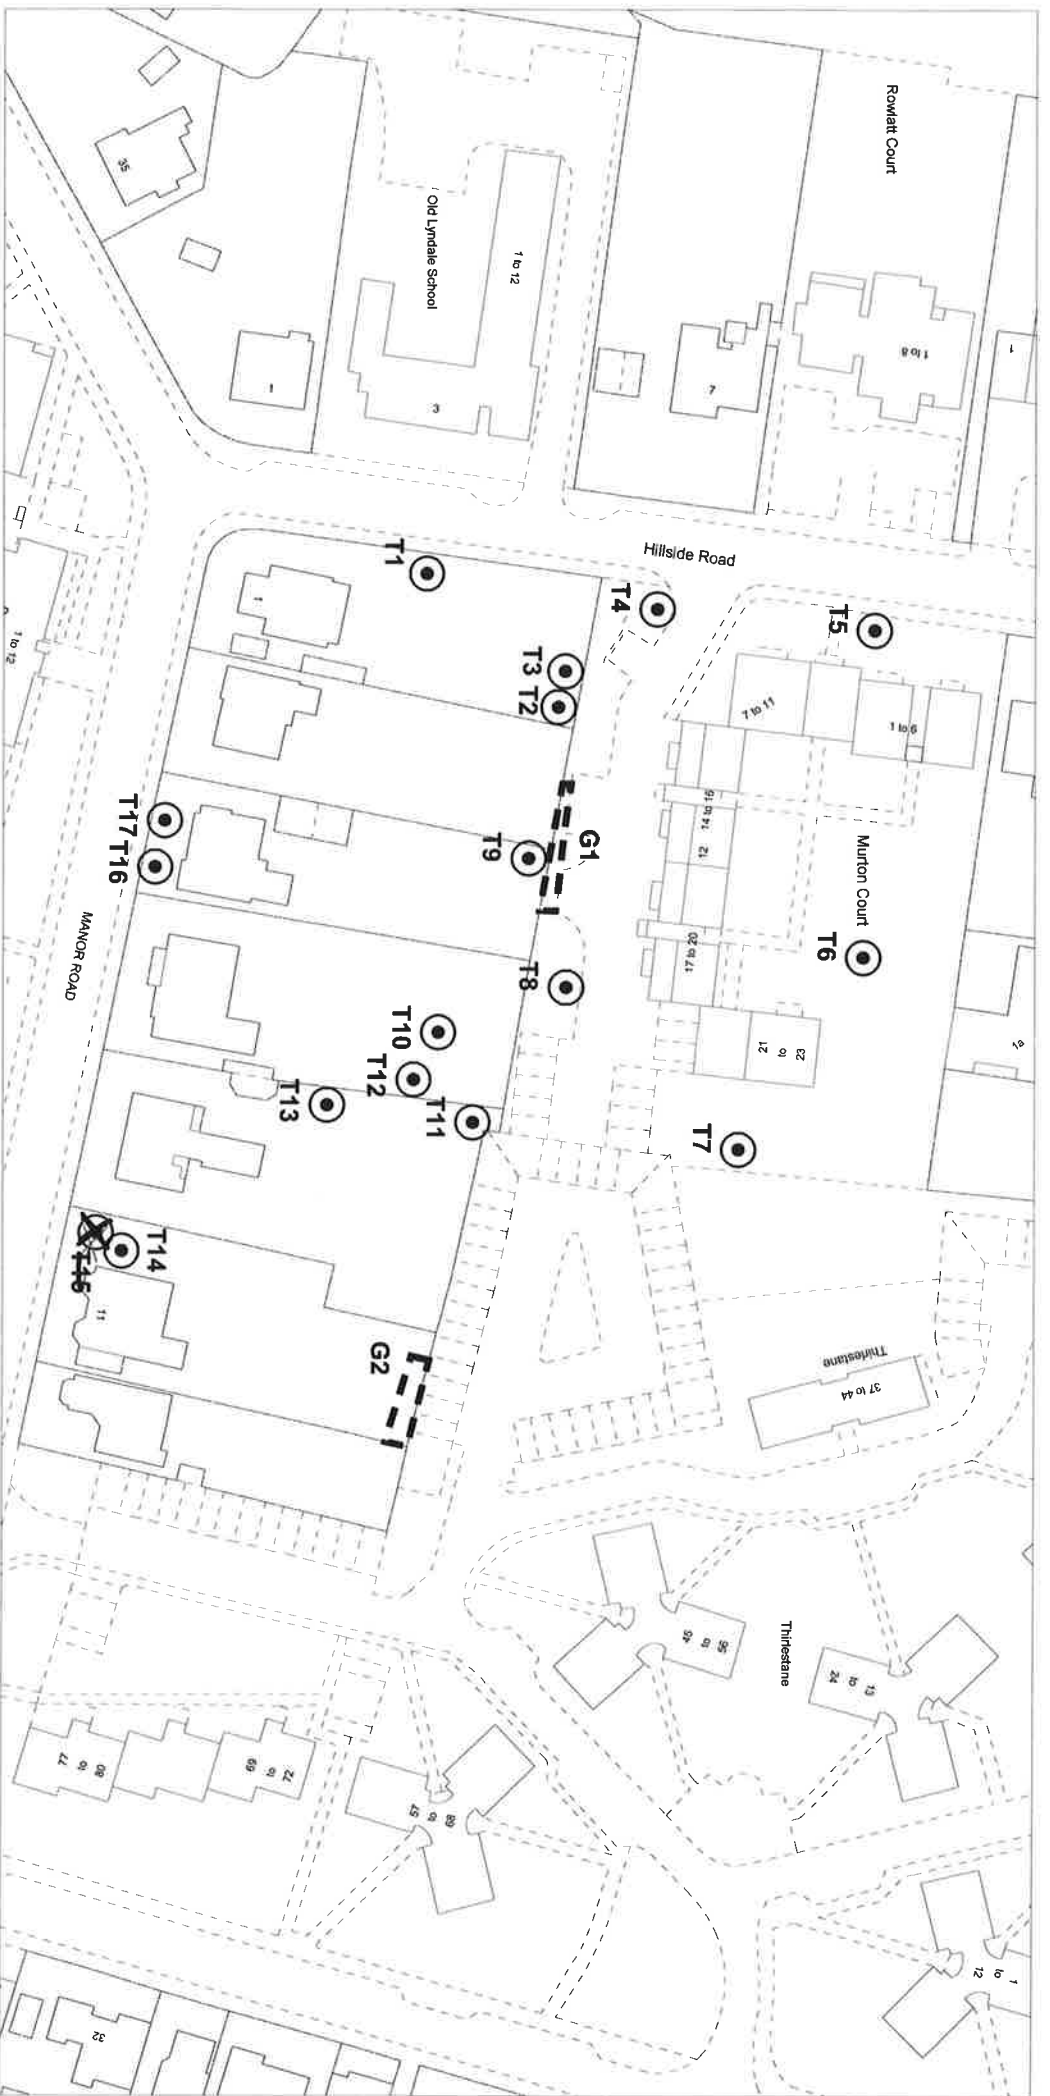 Rowlatt Court
35
Old Lyndale School
1 to 12
1
3
7
1 to 8
1
Hillside Road
T1
T4
T5
T3
T2
1
7 to 11
1 to 6
G1
14 to 16
12
Murton Court
T17
T16
T9
1 to 12
MANOR ROAD
T8
17 to 20
T6
T10
T12
T13
T11
21
to
23
1a
T7
T14
T15
11
G2
Thirlestane
37 to 44
45
to
56
Thirlestane
13
to
24
77
to
80
69
to
72
57
to
68
1
to
12
32